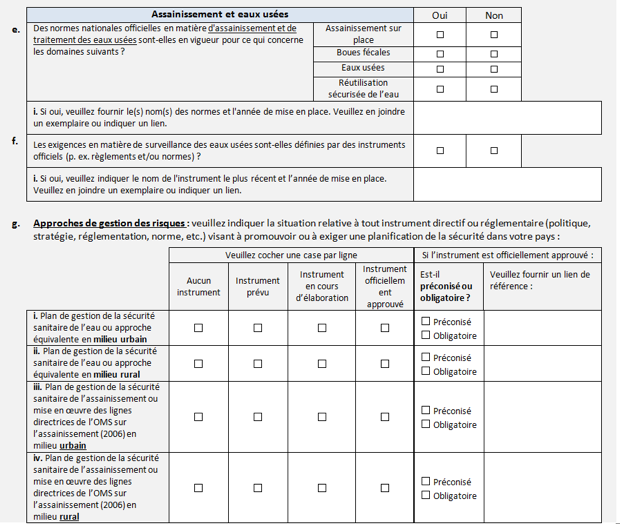 Assainissement et eaux usées
Oui
Non
e. Des normes nationales officielles en matière d'assainissement et de
traitement des eaux usées sont-elles en vigueur pour ce qui concerne
les domaines suivants ?
Assainissement sur
place
☐ ☐
Boues fécales
☐ ☐
Eaux usées
☐ ☐
Réutilisation
sécurisée de l'eau
☐ ☐
i. Si oui, veuillez fournir le(s) nom(s) des normes et l'année de mise en place. Veuillez en joindre
un exemplaire ou indiquer un lien.
f. Les exigences en matière de surveillance des eaux usées sont-elles définies par des instruments
officiels (p. ex. règlements et/ou normes) ?
☐ ☐
i. Si oui, veuillez indiquer le nom de l'instrument le plus récent et l'année de mise en place.
Veuillez en joindre un exemplaire ou indiquer un lien.
g. Approches de gestion des risques : veuillez indiquer la situation relative à tout instrument directif ou réglementaire (politique,
stratégie, réglementation, norme, etc.) visant à promouvoir ou à exiger une planification de la sécurité dans votre pays :
Veuillez cocher une case par ligne
Si l'instrument est officiellement approuvé :
Aucun
instrument
Instrument
prévu
Instrument
en cours
d'élaboration
Instrument
officiellem
ent
approuvé
Est-il
préconisé ou
obligatoire ?
Veuillez fournir un lien de
référence :
i. Plan de gestion de la sécurité
sanitaire de l'eau ou approche
équivalente en milieu urbain
☐ ☐ ☐ ☐
☐ Préconisé
☐ Obligatoire
ii. Plan de gestion de la sécurité
sanitaire de l'eau ou approche
équivalente en milieu rural
☐ ☐ ☐ ☐
☐ Préconisé
☐ Obligatoire
iii. Plan de gestion de la sécurité
sanitaire de l'assainissement ou
mise en œuvre des lignes
directrices de l'OMS sur
l'assainissement (2006) en
milieu urbain
☐ ☐ ☐ ☐
☐ Préconisé
☐ Obligatoire
iv. Plan de gestion de la sécurité
sanitaire de l'assainissement ou
mise en œuvre des lignes
directrices de l'OMS sur
l'assainissement (2006) en
milieu rural
☐ ☐ ☐ ☐
☐ Préconisé
☐ Obligatoire